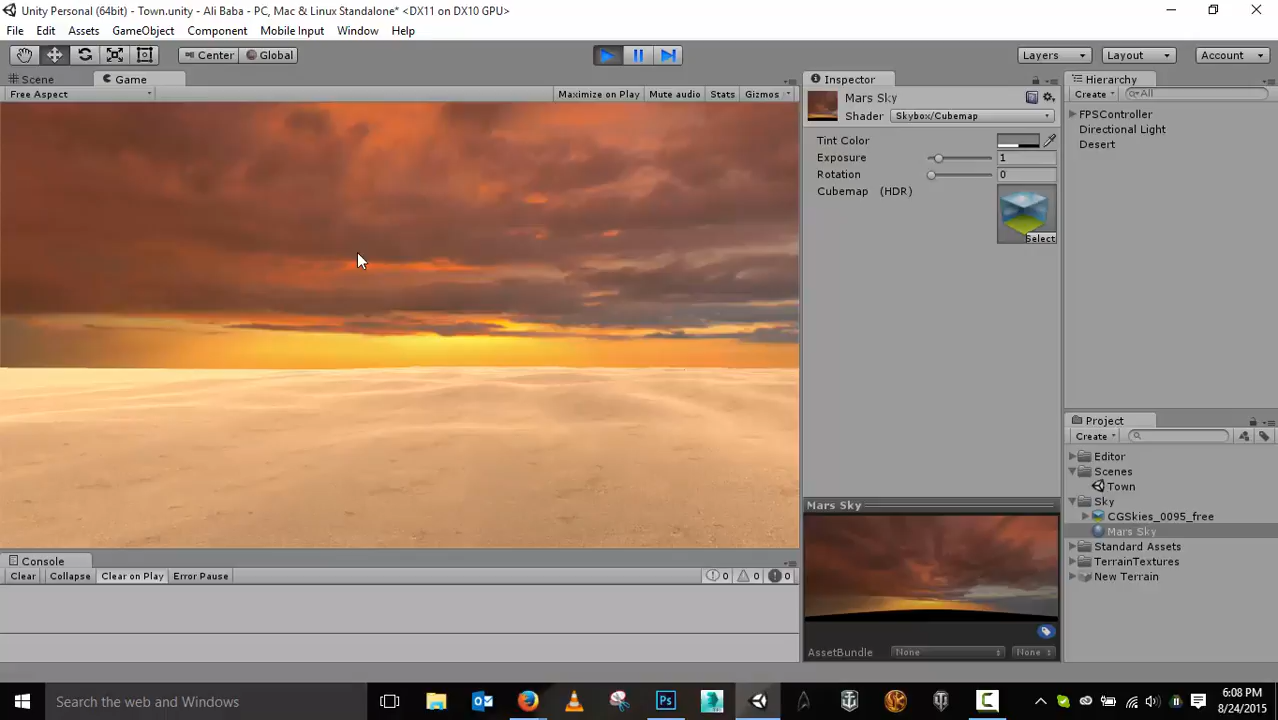 Unity Personal (64bit) - Town.unity - Ali Baba - PC, Mac & Linux Standalone* <DX11 on DX10 GPU>
File Edit Assets GameObject Component Mobile Input Window Help
Center Global Layers Layout Account
Scene Game
Free Aspect Maximize on Play Mute audio Stats Gizmos
Inspector
Mars Sky
Shader Skybox/Cubemap
Tint Color
Exposure 1
Rotation 0
Cubemap (HDR)
Select
Hierarchy
Create All
FPSController
Directional Light
Desert
Project
Create
Editor
Scenes
Town
Sky
CGSkies_0095_free
Mars Sky
Standard Assets
TerrainTextures
New Terrain
Mars Sky
AssetBundle None None
Console
Clear Collapse Clear on Play Error Pause 0 0 0
Search the web and Windows
6:08 PM
8/24/2015